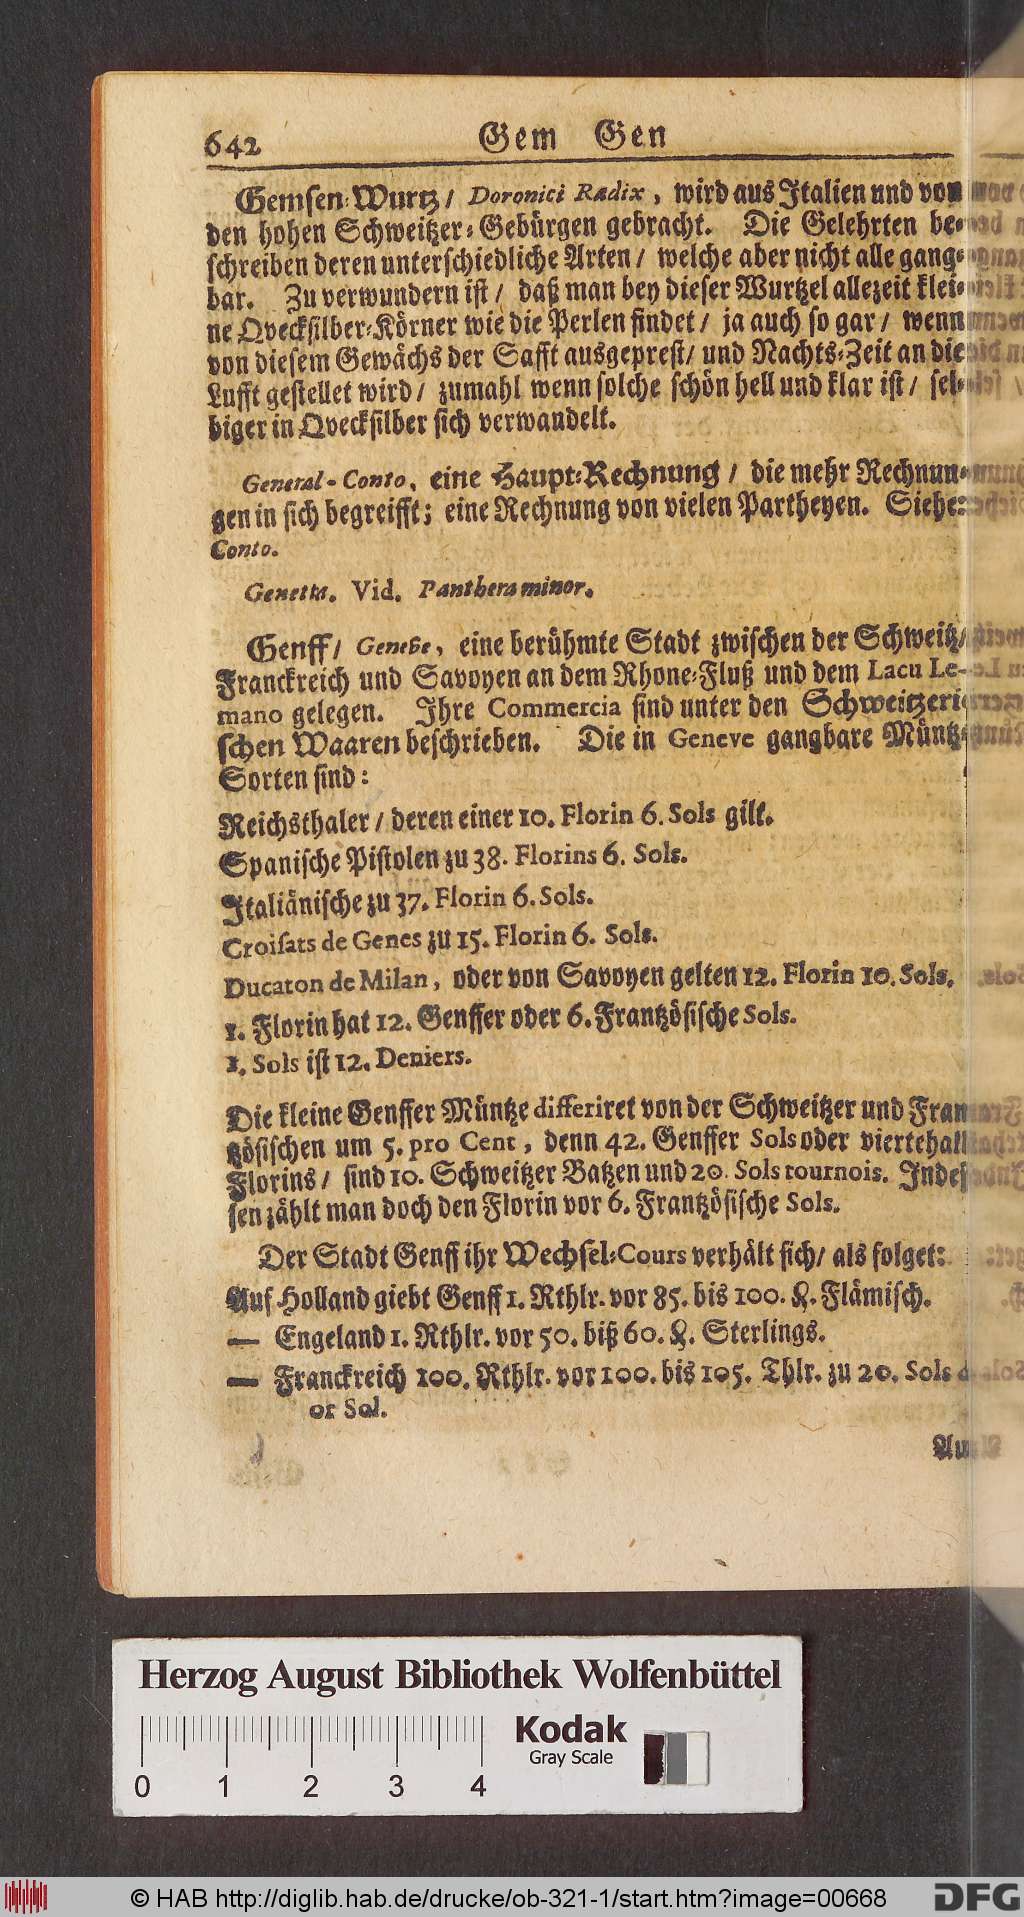 642 Gem Gen
Gemsen-Wurtz / Doronici Radix, wird aus Italien und von
den hohen Schweitzer-Gebürgen gebracht. Die Gelehrten be-
schreiben deren unterschiedliche Arten / welche aber nicht alle gang-
bar. Zu verwundern ist / daß man bey dieser Wurtzel allezeit klei-
ne Qvecksilber-Körner wie die Perlen findet / ja auch so gar / wenn
von diesem Gewächs der Safft ausgeprest / und Nachts-Zeit an die
Lufft gestellet wird / zumahl wenn solche schön hell und klar ist / sel-
biger in Qvecksilber sich verwandelt.
General-Conto, eine Haupt-Rechnung / die mehr Rechnun-
gen in sich begreifft; eine Rechnung von vielen Partheyen. Siehe:
Conto.
Genetta. Vid. Panthera minor.
Genff / Geneve, eine berühmte Stadt zwischen der Schweitz /
Franckreich und Savoyen an dem Rhone-Fluß und dem Lacu Le-
mano gelegen. Ihre Commercia sind unter den Schweitzeri-
schen Waaren beschrieben. Die in Geneve gangbare Müntz-
Sorten sind:
Reichsthaler / deren einer 10. Florin 6. Sols gilt.
Spanische Pistolen zu 38. Florins 6. Sols.
Italiänische zu 37. Florin 6. Sols.
Croisats de Genes zu 15. Florin 6. Sols.
Ducaton de Milan, oder von Savoyen gelten 12. Florin 10. Sols.
1. Florin hat 12. Genffer oder 6. Frantzösische Sols.
1. Sols ist 12. Deniers.
Die kleine Genffer Müntze differiret von der Schweitzer und Fran-
tzösischen um 5. pro Cent, denn 42. Genffer Sols oder viertehalb
Florins / sind 10. Schweitzer Batzen und 20. Sols tournois. Indes-
sen zählt man doch den Florin vor 6. Frantzösische Sols.
Der Stadt Genff ihr Wechsel-Cours verhält sich / als folget:
Auf Holland giebt Genff 1. Rthlr. vor 85. bis 100. ₰. Flämisch.
— Engeland 1. Rthlr. vor 50. biß 60. ₰. Sterlings.
— Franckreich 100. Rthlr. vor 100. bis 105. Thlr. zu 20. Sols d
or Sol.
Auf
Herzog August Bibliothek Wolfenbüttel
Kodak
Gray Scale
0 1 2 3 4
© HAB http://diglib.hab.de/drucke/ob-321-1/start.htm?image=00668
DFG